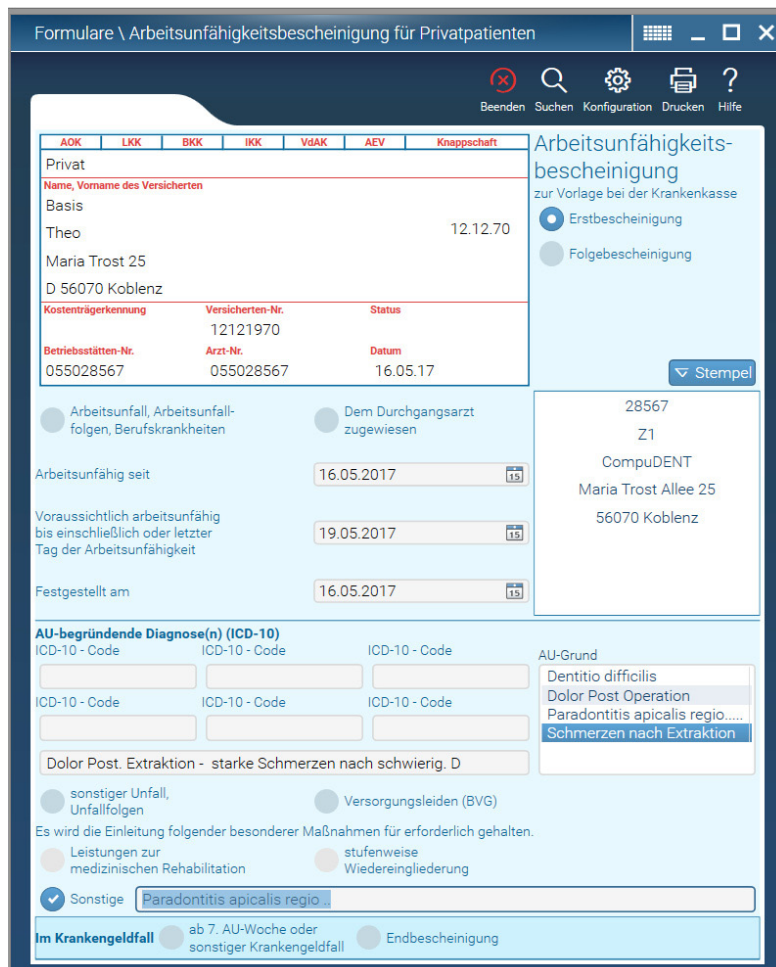 Formulare \ Arbeitsunfähigkeitsbescheinigung für Privatpatienten
Beenden Suchen Konfiguration Drucken Hilfe
AOK LKK BKK IKK VdAK AEV Knappschaft
Privat
Name, Vorname des Versicherten
Basis
Theo 12.12.70
Maria Trost 25
D 56070 Koblenz
Kostenträgerkennung Versicherten-Nr. Status
12121970
Betriebsstätten-Nr. Arzt-Nr. Datum
055028567 055028567 16.05.17
Arbeitsunfähigkeits-
bescheinigung
zur Vorlage bei der Krankenkasse
Erstbescheinigung
Folgebescheinigung
Stempel
28567
Z1
CompuDENT
Maria Trost Allee 25
56070 Koblenz
Arbeitsunfall, Arbeitsunfall-
folgen, Berufskrankheiten
Dem Durchgangsarzt
zugewiesen
Arbeitsunfähig seit 16.05.2017 15
Voraussichtlich arbeitsunfähig
bis einschließlich oder letzter
Tag der Arbeitsunfähigkeit
19.05.2017 15
Festgestellt am 16.05.2017 15
AU-begründende Diagnose(n) (ICD-10)
ICD-10 - Code ICD-10 - Code ICD-10 - Code
ICD-10 - Code ICD-10 - Code ICD-10 - Code
Dolor Post. Extraktion - starke Schmerzen nach schwierig. D
AU-Grund
Dentitio difficilis
Dolor Post Operation
Paradontitis apicalis regio.....
Schmerzen nach Extraktion
sonstiger Unfall,
Unfallfolgen
Versorgungsleiden (BVG)
Es wird die Einleitung folgender besonderer Maßnahmen für erforderlich gehalten.
Leistungen zur
medizinischen Rehabilitation
stufenweise
Wiedereingliederung
Sonstige Paradontitis apicalis regio ..
Im Krankengeldfall
ab 7. AU-Woche oder
sonstiger Krankengeldfall
Endbescheinigung